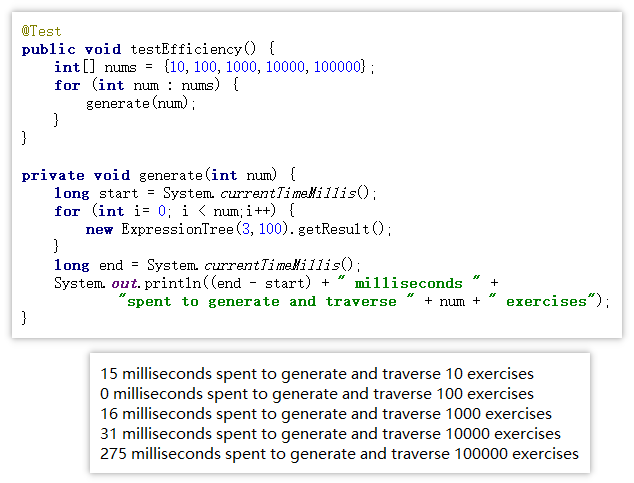 @Test
public void testEfficiency() {
    int[] nums = {10,100,1000,10000,100000};
    for (int num : nums) {
        generate(num);
    }
}

private void generate(int num) {
    long start = System.currentTimeMillis();
    for (int i= 0; i < num;i++) {
        new ExpressionTree(3,100).getResult();
    }
    long end = System.currentTimeMillis();
    System.out.println((end - start) + " milliseconds " +
            "spent to generate and traverse " + num + " exercises");
}
15 milliseconds spent to generate and traverse 10 exercises
0 milliseconds spent to generate and traverse 100 exercises
16 milliseconds spent to generate and traverse 1000 exercises
31 milliseconds spent to generate and traverse 10000 exercises
275 milliseconds spent to generate and traverse 100000 exercises